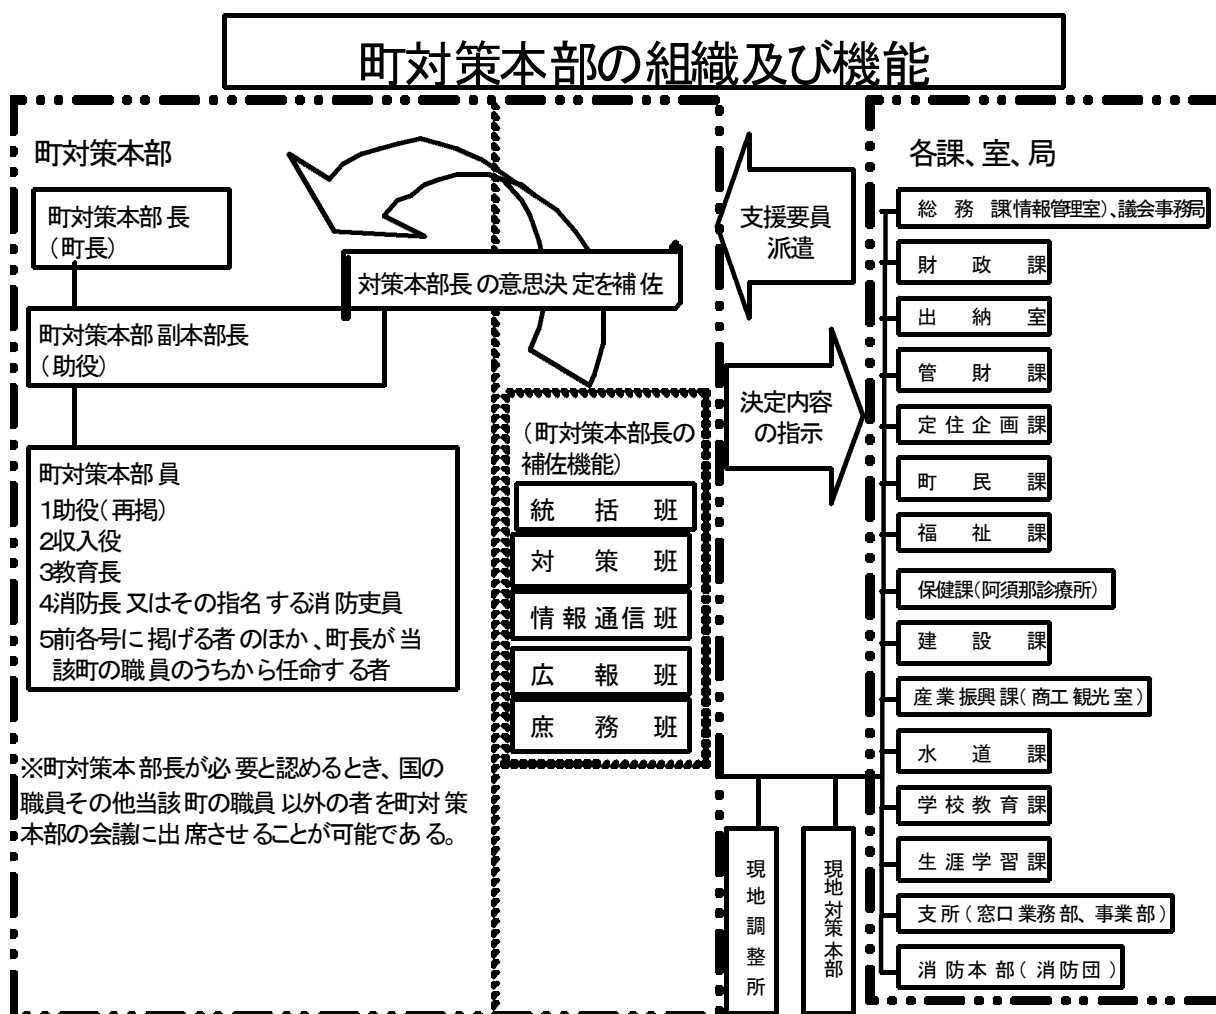 町対策本部の組織及び機能
町対策本部
町対策本部長
(町長)
対策本部長の意思決定を補佐
町対策本部副本部長
(助役)
町対策本部員
1助役(再掲)
2収入役
3教育長
4消防長又はその指名する消防吏員
5前各号に掲げる者のほか、町長が当
該町の職員のうちから任命する者
※町対策本部長が必要と認めるとき、国の
職員その他当該町の職員以外の者を町対策
本部の会議に出席させることが可能である。
(町対策本部長の
補佐機能)
統括班
対策班
情報通信班
広報班
庶務班
支援要員
派遣
決定内容
の指示
現地調整所
現地対策本部
各課、室、局
総務課(情報管理室)、議会事務局
財政課
出納室
管財課
定住企画課
町民課
福祉課
保健課(阿須那診療所)
建設課
産業振興課(商工観光室)
水道課
学校教育課
生涯学習課
支所(窓口業務部、事業部)
消防本部(消防団)